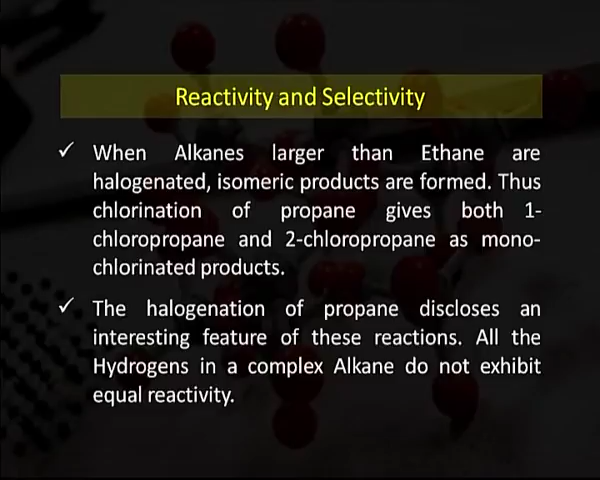 Reactivity and Selectivity
✓ When Alkanes larger than Ethane are
halogenated, isomeric products are formed. Thus
chlorination of propane gives both 1-
chloropropane and 2-chloropropane as mono-
chlorinated products.
✓ The halogenation of propane discloses an
interesting feature of these reactions. All the
Hydrogens in a complex Alkane do not exhibit
equal reactivity.